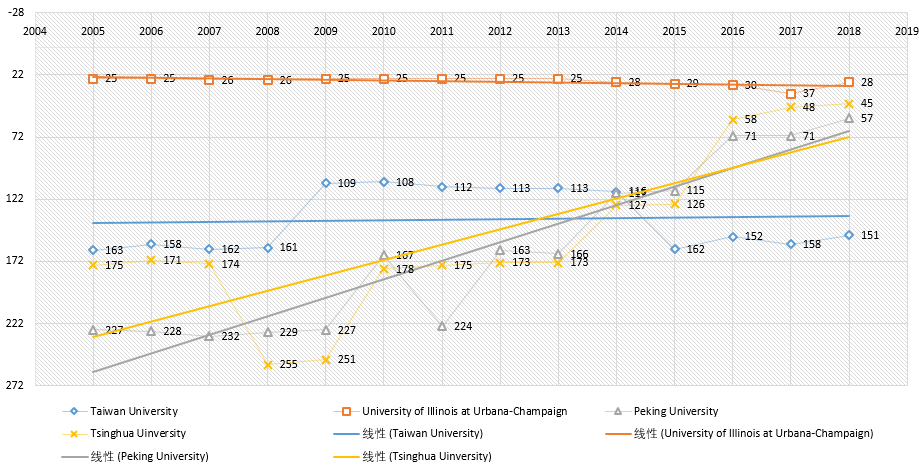 -28
2004 2005 2006 2007 2008 2009 2010 2011 2012 2013 2014 2015 2016 2017 2018 2019
22 25 25 26 26 25 25 25 25 25 28 29 30 28
37
45
48
58 57
72 71 71
109 108 112 113 113
115
122 127 126
163 158 162 161 162 152 158 151
167 163 166
172 175 171 174 178 175 173 173
222 227 228 232 229 227 224
255 251
272
Taiwan University University of Illinois at Urbana-Champaign Peking University
Tsinghua Uinversity 线性 (Taiwan University) 线性 (University of Illinois at Urbana-Champaign)
线性 (Peking University) 线性 (Tsinghua Uinversity)